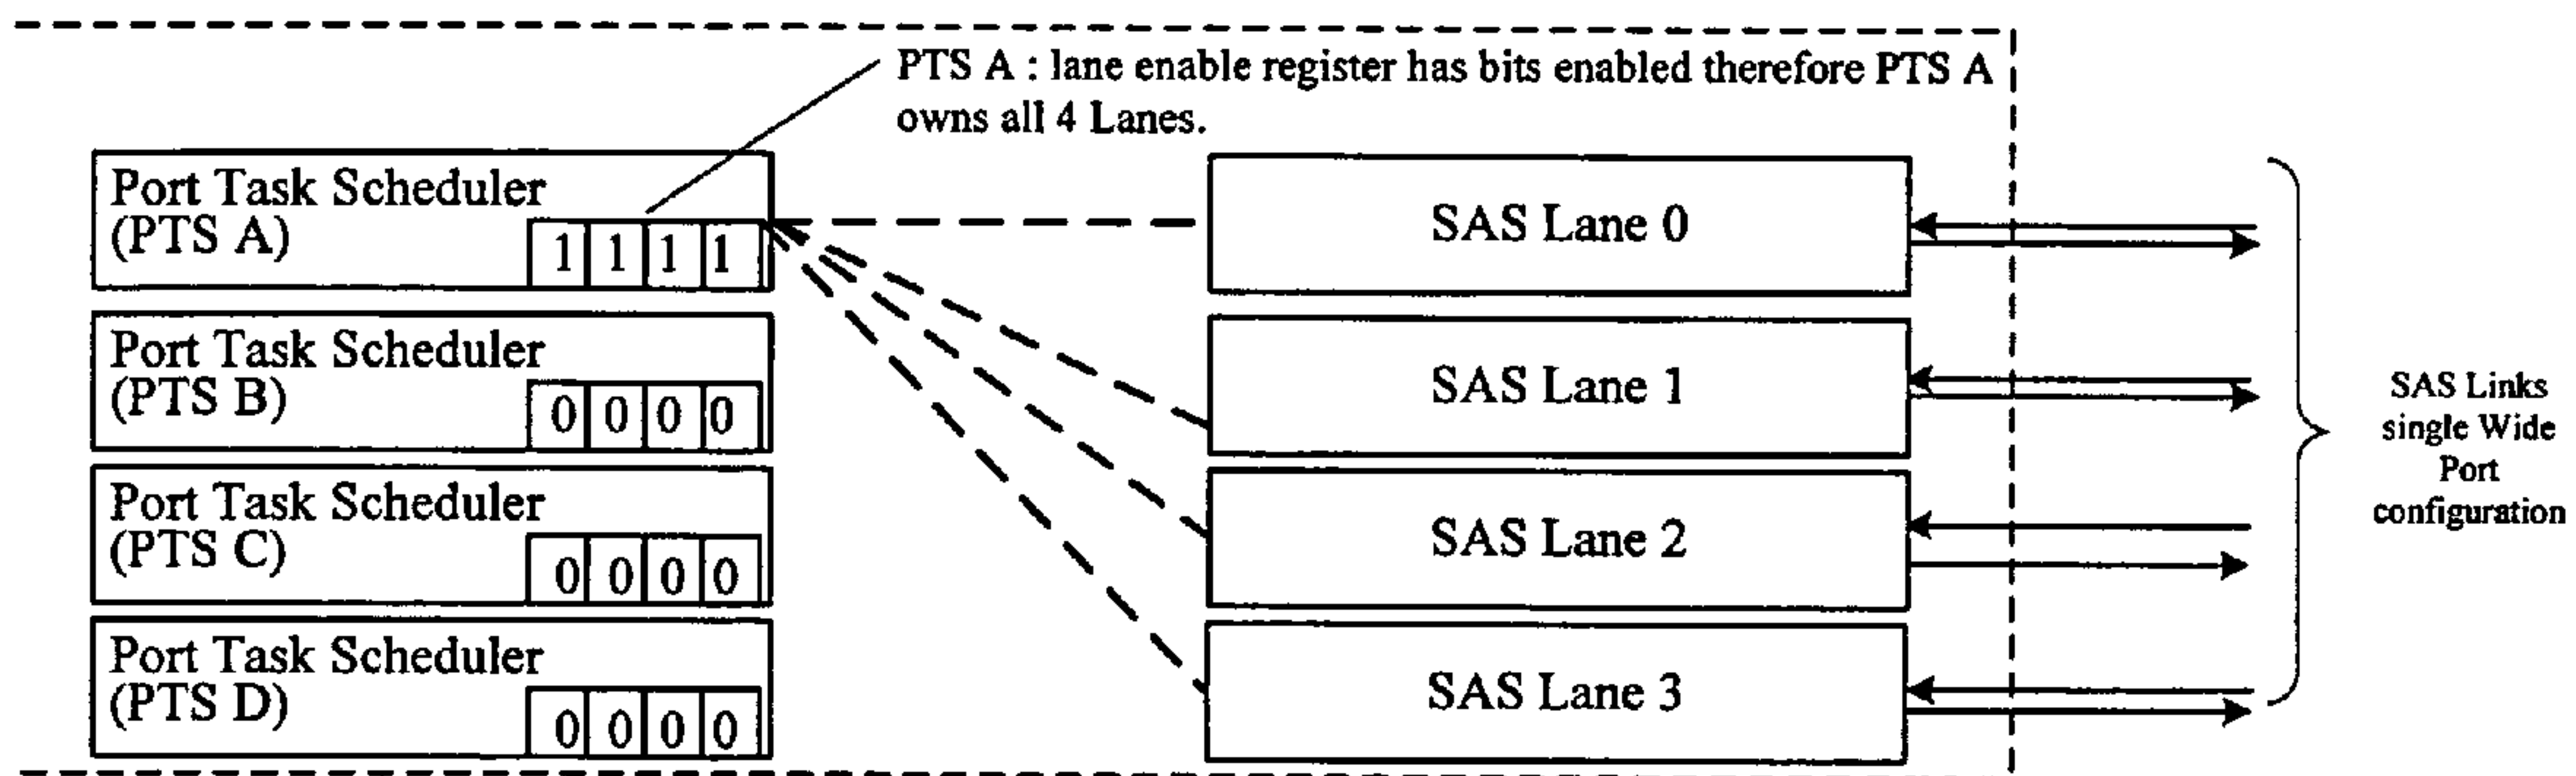 PTS A : lane enable register has bits enabled therefore PTS A
owns all 4 Lanes.
Port Task Scheduler
(PTS A)
1 1 1 1
Port Task Scheduler
(PTS B)
0 0 0 0
Port Task Scheduler
(PTS C)
0 0 0 0
Port Task Scheduler
(PTS D)
0 0 0 0
SAS Lane 0
SAS Lane 1
SAS Lane 2
SAS Lane 3
SAS Links
single Wide
Port
configuration